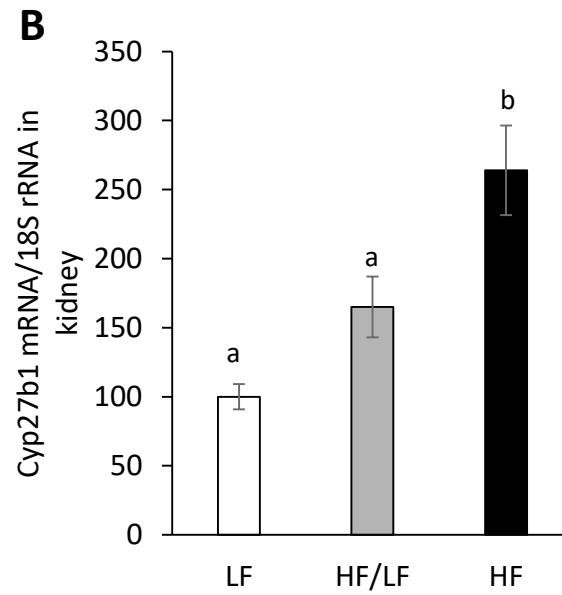 B
Cyp27b1 mRNA/18S rRNA in
kidney
350
300
250
200
150
100
50
0
a
a
b
LF
HF/LF
HF